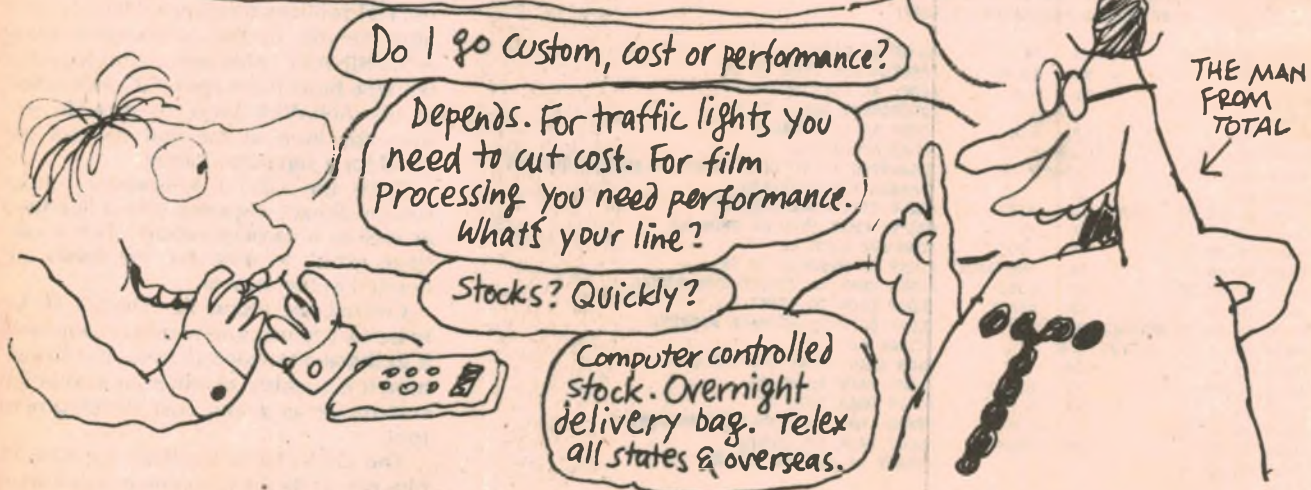 Do I go custom, cost or performance?
Depends. For traffic lights you
need to cut cost. For film
processing you need performance.
What's your line?
Stocks? Quickly?
Computer controlled
stock. Overnight
delivery bag. Telex
all states & overseas.
THE MAN
FROM
TOTAL
T